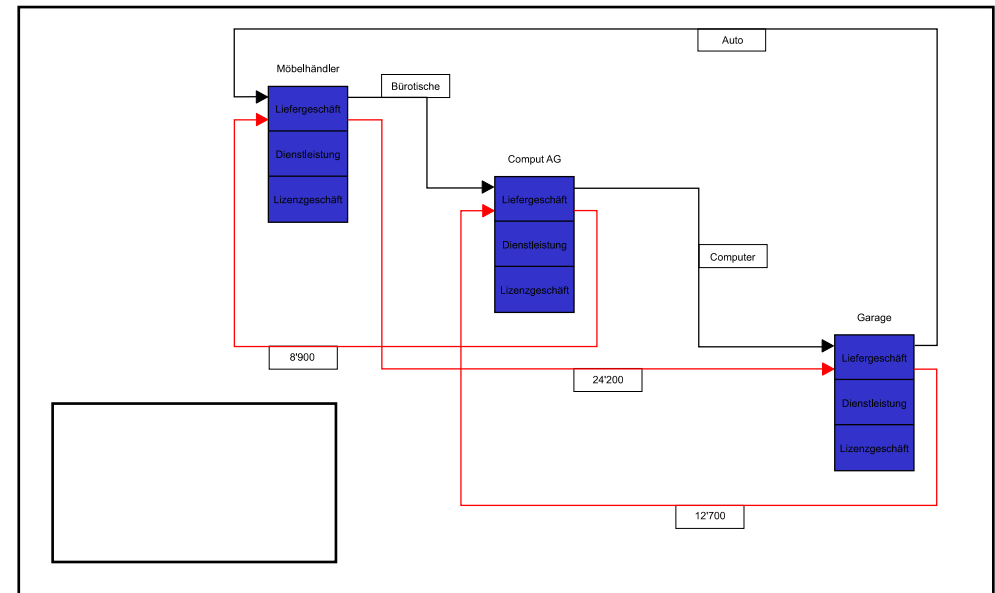 Auto
Möbelhändler
Bürotische
Liefergeschäft
Dienstleistung
Lizenzgeschäft
Comput AG
Liefergeschäft
Dienstleistung
Lizenzgeschäft
Computer
Garage
Liefergeschäft
Dienstleistung
Lizenzgeschäft
8'900
24'200
12'700